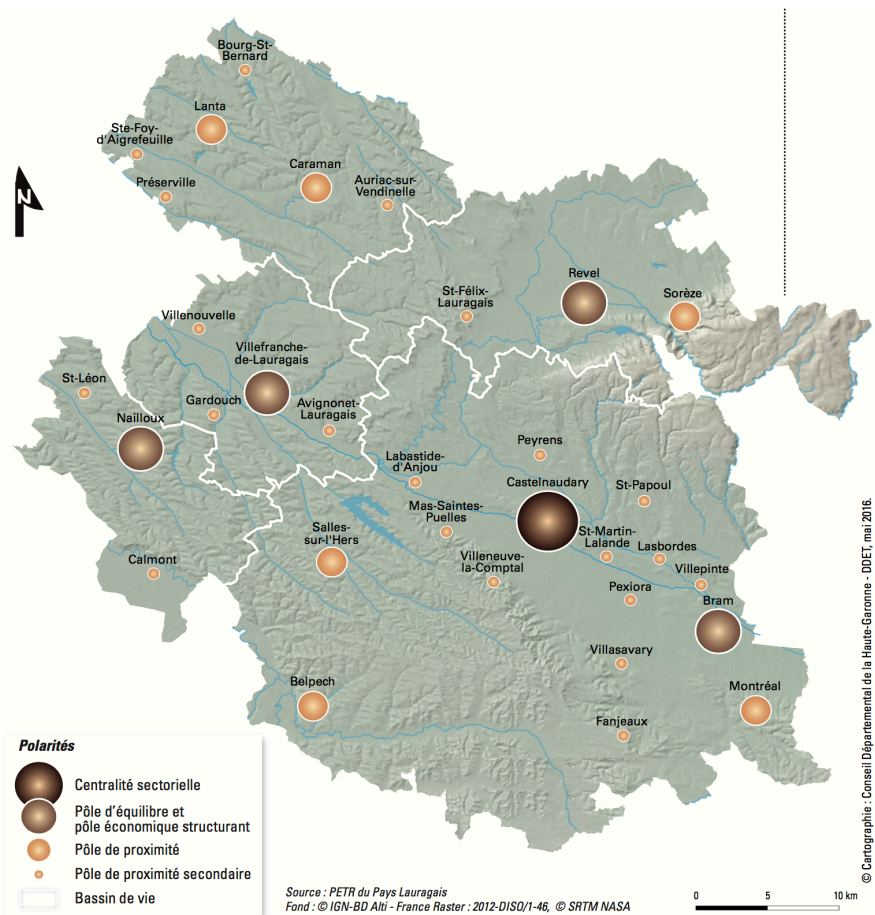 Bourg-St-
Bernard
Lanta
Ste-Foy-
d'Aigrefeuille
Caraman
Préserville
Auriac-sur-
Vendinelle
N
Revel
St-Félix-
Lauragais
Sorèze
Villenouvelle
Villefranche-
de-Lauragais
St-Léon
Gardouch
Avignonet-
Lauragais
Nailloux
Peyrens
Labastide-
d'Anjou
Castelnaudary
St-Papoul
Mas-Saintes-
Puelles
Salles-
sur-l'Hers
St-Martin-
Lalande
Lasbordes
Calmont
Villeneuve-
la-Comptal
Villepinte
Pexiora
Bram
Villasavary
Belpech
Montréal
Fanjeaux
Polarités
Centralité sectorielle
Pôle d'équilibre et
pôle économique structurant
Pôle de proximité
Pôle de proximité secondaire
Bassin de vie
Source : PETR du Pays Lauragais
Fond : © IGN-BD Alti - France Raster : 2012-DISO/1-46, © SRTM NASA
0 5 10 km
© Cartographie : Conseil Départemental de la Haute-Garonne - DDET, mai 2016.